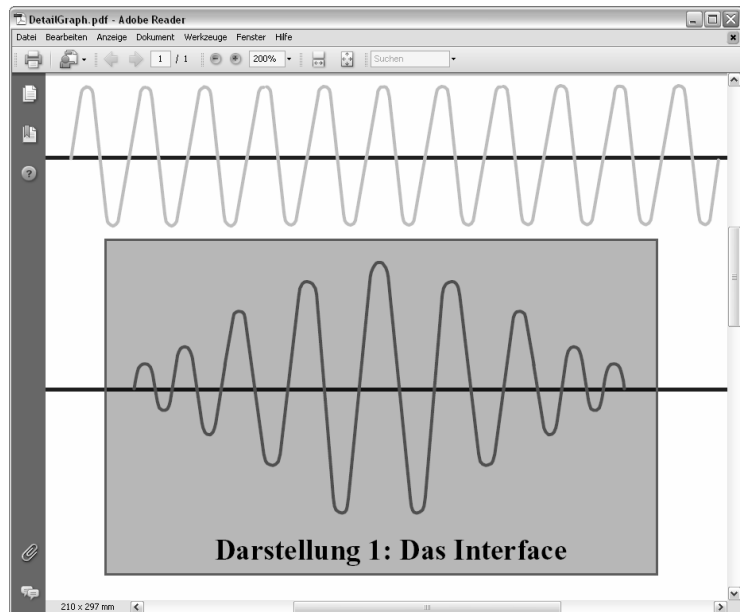 DetailGraph.pdf - Adobe Reader
Datei Bearbeiten Anzeige Dokument Werkzeuge Fenster Hilfe
1 / 1 200% Suchen
Darstellung 1: Das Interface
210 x 297 mm